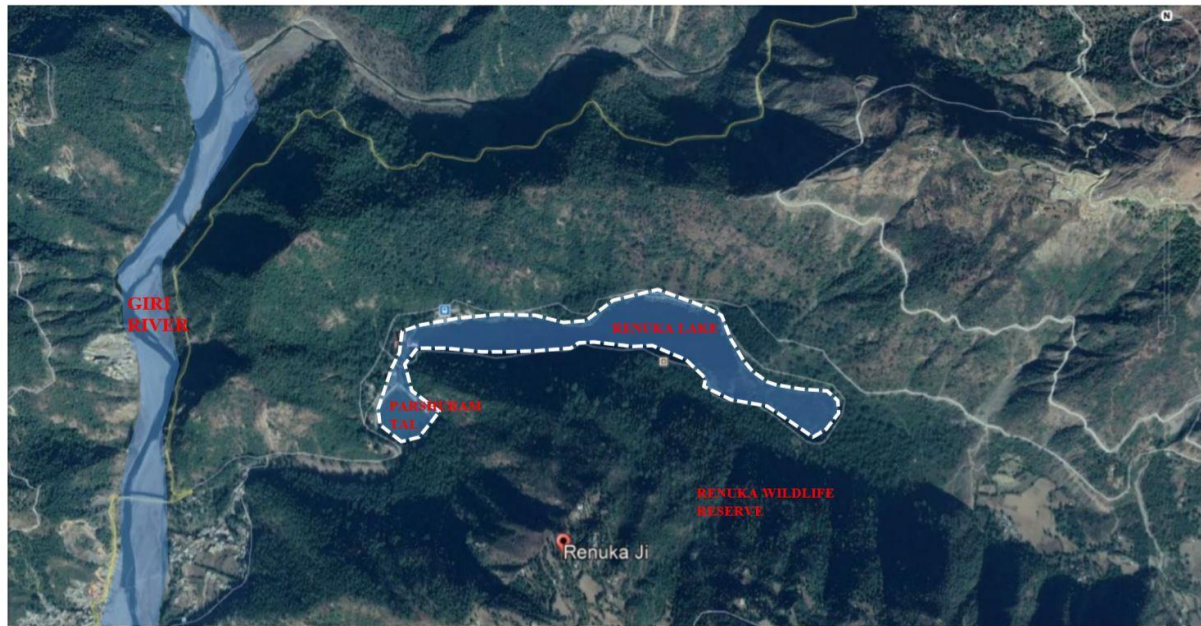 N
GIRI
RIVER
RENUKA LAKE
PARSHURAM
TAL
RENUKA WILDLIFE
RESERVE
Renuka Ji